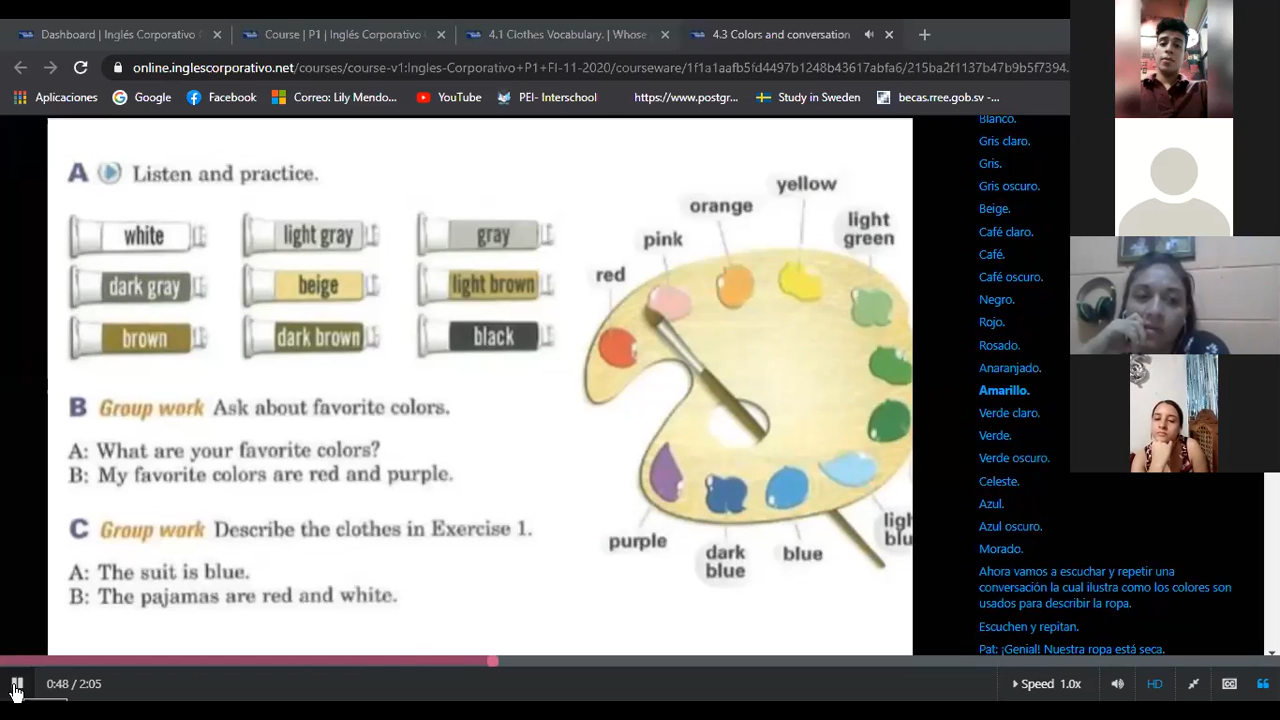 Dashboard | Inglés Corporativo
Course | P1 | Inglés Corporativo
4.1 Clothes Vocabulary. | Whose
4.3 Colors and conversation
online.inglescorporativo.net/courses/course-v1:Ingles-Corporativo+P1+FI-11-2020/courseware/1f1a1aafb5fd4497b1248b43617abfa6/215ba2f1137b47b9b5f7394...
Aplicaciones
Google
Facebook
Correo: Lily Mendo...
YouTube
PEI- Interschool
https://www.postgr...
Study in Sweden
becas.rree.gob.sv -...
A Listen and practice.
white
light gray
gray
dark gray
beige
light brown
brown
dark brown
black
red
pink
orange
yellow
light
green
purple
dark
blue
blue
B Group work Ask about favorite colors.
A: What are your favorite colors?
B: My favorite colors are red and purple.
C Group work Describe the clothes in Exercise 1.
A: The suit is blue.
B: The pajamas are red and white.
Blanco.
Gris claro.
Gris.
Gris oscuro.
Beige.
Café claro.
Café.
Café oscuro.
Negro.
Rojo.
Rosado.
Anaranjado.
Amarillo.
Verde claro.
Verde.
Verde oscuro.
Celeste.
Azul.
Azul oscuro.
Morado.
Ahora vamos a escuchar y repetir una
conversación la cual ilustra como los colores son
usados para describir la ropa.
Escuchen y repitan.
Pat: ¡Genial! Nuestra ropa está seca.
0:48 / 2:05
Speed 1.0x
HD
CC